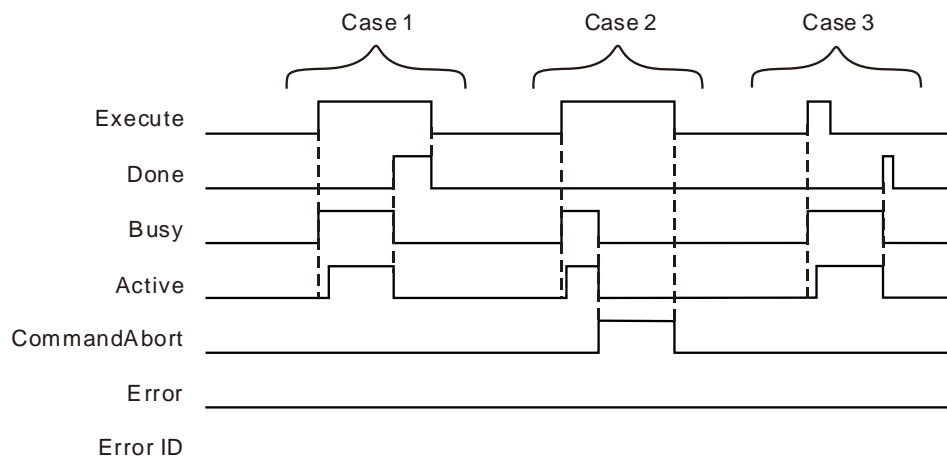 Case 1 Case 2 Case 3
Execute
Done
Busy
Active
CommandAbort
Error
Error ID